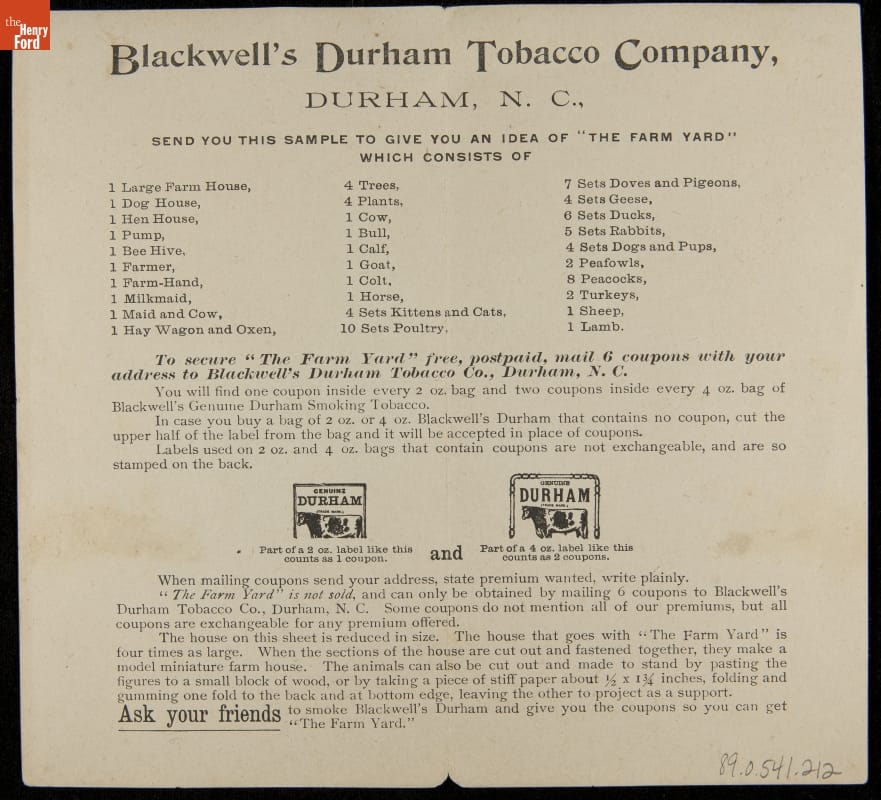 the
Henry
Ford
Blackwell's Durham Tobacco Company,
DURHAM, N. C.,
SEND YOU THIS SAMPLE TO GIVE YOU AN IDEA OF "THE FARM YARD"
WHICH CONSISTS OF
1 Large Farm House,
1 Dog House,
1 Hen House,
1 Pump,
1 Bee Hive,
1 Farmer,
1 Farm-Hand,
1 Milkmaid,
1 Maid and Cow,
1 Hay Wagon and Oxen,
4 Trees,
4 Plants,
1 Cow,
1 Bull,
1 Calf,
1 Goat,
1 Colt,
1 Horse,
4 Sets Kittens and Cats,
10 Sets Poultry,
7 Sets Doves and Pigeons,
4 Sets Geese,
6 Sets Ducks,
5 Sets Rabbits,
4 Sets Dogs and Pups,
2 Peafowls,
8 Peacocks,
2 Turkeys,
1 Sheep,
1 Lamb.
To secure "The Farm Yard" free, postpaid, mail 6 coupons with your
address to Blackwell's Durham Tobacco Co., Durham, N. C.
You will find one coupon inside every 2 oz. bag and two coupons inside every 4 oz. bag of
Blackwell's Genuine Durham Smoking Tobacco.
In case you buy a bag of 2 oz. or 4 oz. Blackwell's Durham that contains no coupon, cut the
upper half of the label from the bag and it will be accepted in place of coupons.
Labels used on 2 oz. and 4 oz. bags that contain coupons are not exchangeable, and are so
stamped on the back.
GENUINE
DURHAM
(TRADE MARK.)
Part of a 2 oz. label like this
counts as 1 coupon.
and
GENUINE
DURHAM
(TRADE MARK.)
Part of a 4 oz. label like this
counts as 2 coupons.
When mailing coupons send your address, state premium wanted, write plainly.
"The Farm Yard" is not sold, and can only be obtained by mailing 6 coupons to Blackwell's
Durham Tobacco Co., Durham, N. C. Some coupons do not mention all of our premiums, but all
coupons are exchangeable for any premium offered.
The house on this sheet is reduced in size. The house that goes with "The Farm Yard" is
four times as large. When the sections of the house are cut out and fastened together, they make a
model miniature farm house. The animals can also be cut out and made to stand by pasting the
figures to a small block of wood, or by taking a piece of stiff paper about ½ x 1¾ inches, folding and
gumming one fold to the back and at bottom edge, leaving the other to project as a support.
Ask your friends to smoke Blackwell's Durham and give you the coupons so you can get
"The Farm Yard."
89.0.541.212